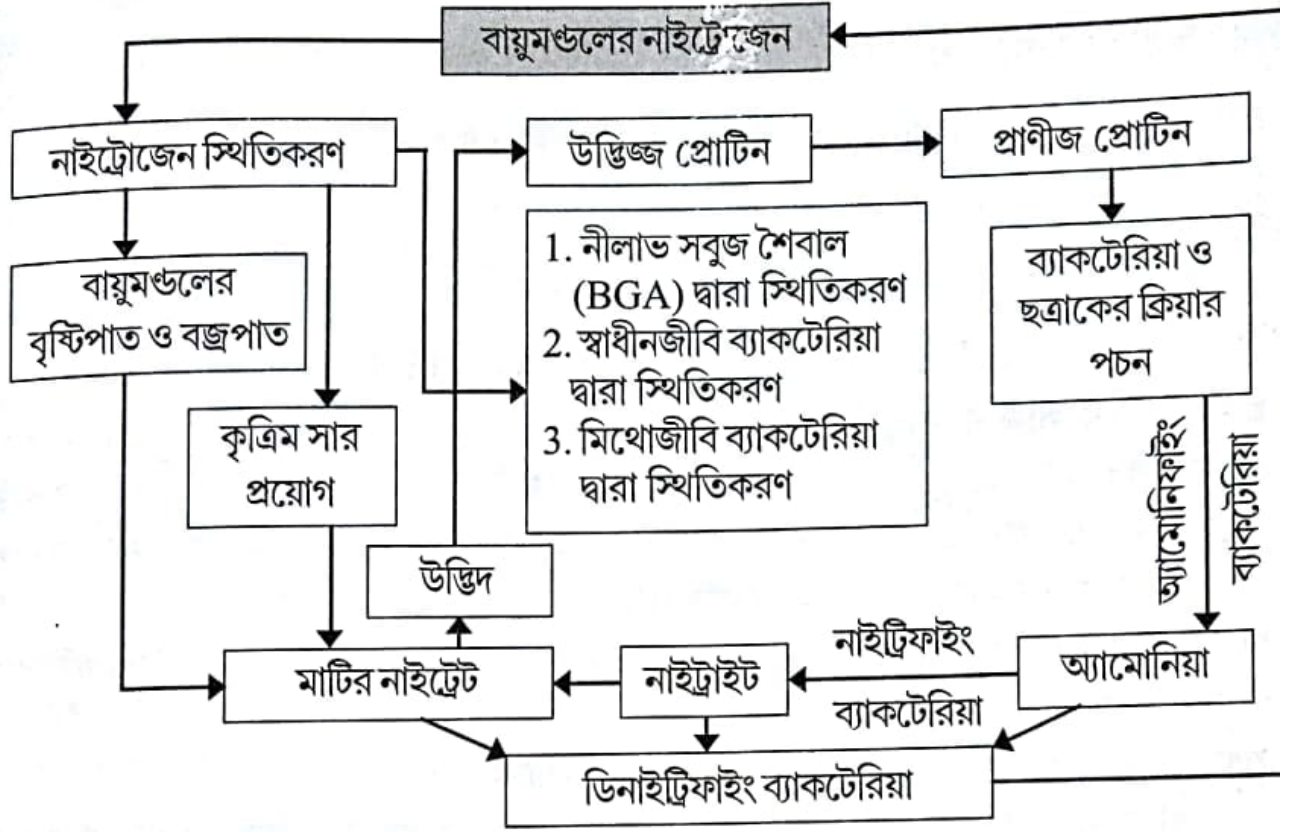 বায়ুমণ্ডলের নাইট্রোজেন
নাইট্রোজেন স্থিতিকরণ
উদ্ভিজ্জ প্রোটিন
প্রাণীজ প্রোটিন
বায়ুমণ্ডলের
বৃষ্টিপাত ও বজ্রপাত
1. নীলাভ সবুজ শৈবাল
(BGA) দ্বারা স্থিতিকরণ
2. স্বাধীনজীবি ব্যাকটেরিয়া
দ্বারা স্থিতিকরণ
3. মিথোজীবি ব্যাকটেরিয়া
দ্বারা স্থিতিকরণ
ব্যাকটেরিয়া ও
ছত্রাকের ক্রিয়ার
পচন
কৃত্রিম সার
প্রয়োগ
অ্যামোনিফাইং
ব্যাকটেরিয়া
উদ্ভিদ
মাটির নাইট্রেট
নাইট্রাইট
নাইট্রিফাইং
ব্যাকটেরিয়া
অ্যামোনিয়া
ডিনাইট্রিফাইং ব্যাকটেরিয়া